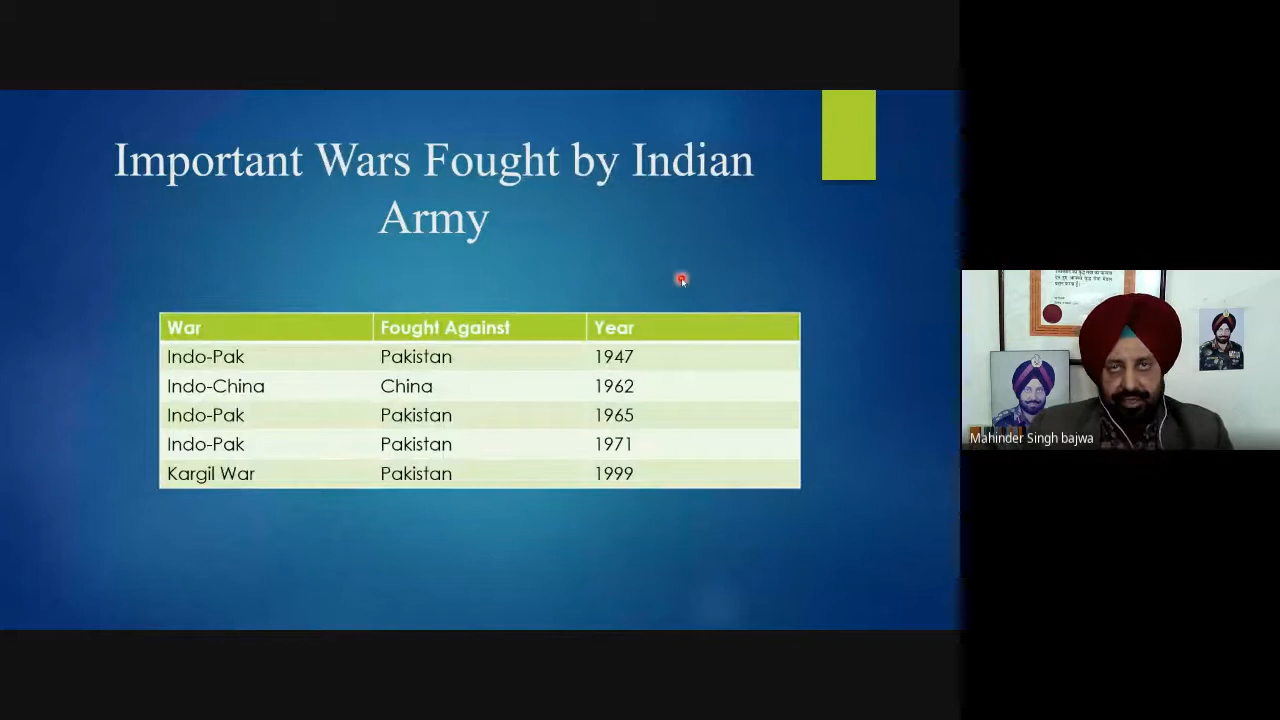 Important Wars Fought by Indian
Army
War Fought Against Year
Indo-Pak Pakistan 1947
Indo-China China 1962
Indo-Pak Pakistan 1965
Indo-Pak Pakistan 1971
Kargil War Pakistan 1999
Mahinder Singh bajwa